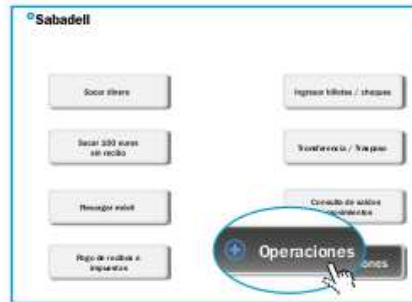 Sabadell
Sacar dinero
Ingresar billetes / cheques
Sacar 100 euros
sin recibo
Transferencia / Traspaso
Recargar móvil
Consulta de saldos
movimientos
Pago de recibos e
impuestos
Operaciones
ones